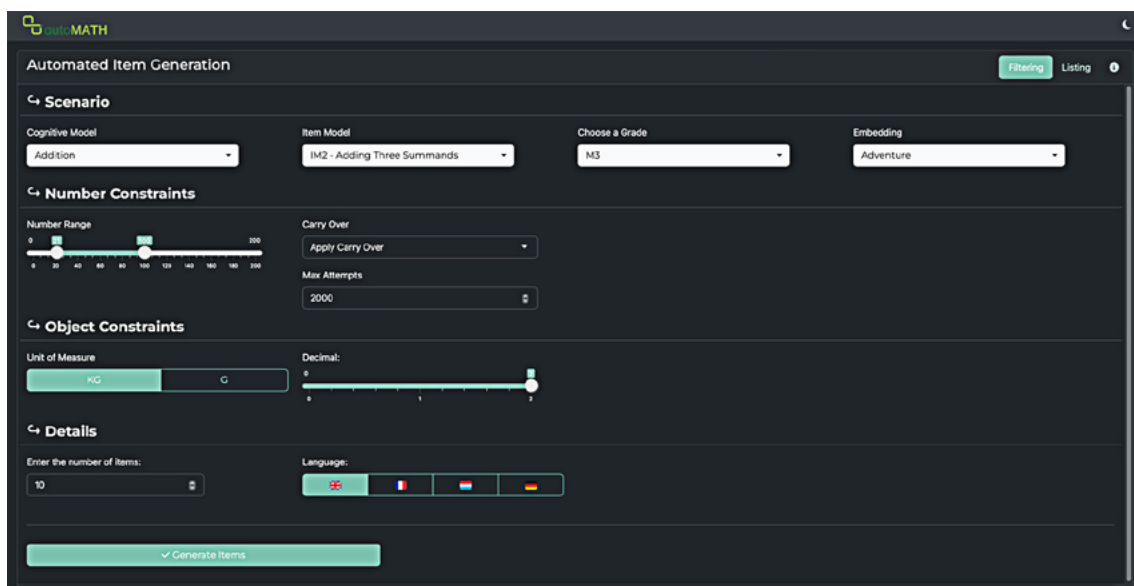 autoMATH
Automated Item Generation
Filtering Listing
Scenario
Cognitive Model Item Model Choose a Grade Embedding
Addition IM2 - Adding Three Summands M3 Adventure
Number Constraints
Number Range Carry Over
0 200
Apply Carry Over
0 20 40 60 80 100 120 140 160 180 200
Max Attempts
2000
Object Constraints
Unit of Measure Decimal:
0
KG G
0 1 2
Details
Enter the number of items: Language:
10
Generate Items